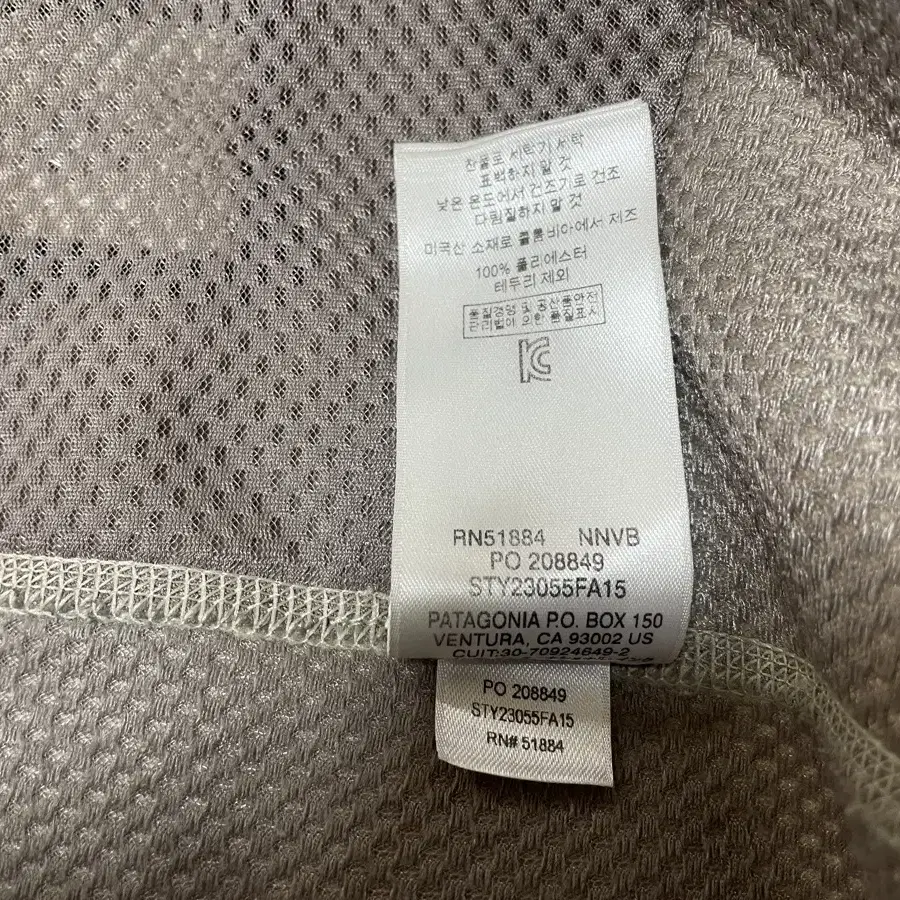 찬물로 세탁기 세탁
표백하지 말 것
낮은 온도에서 건조기로 건조
다림질하지 말 것
미국산 소재로 콜롬비아에서 제조
100% 폴리에스터
테두리 제외
품질경영 및 공산품안전
관리법에 의한 품질표시
RN51884 NNVB
PO 208849
STY23055FA15
PATAGONIA P.O. BOX 150
VENTURA, CA 93002 US
CUIT:30-70924649-2
PO 208849
STY23055FA15
RN# 51884